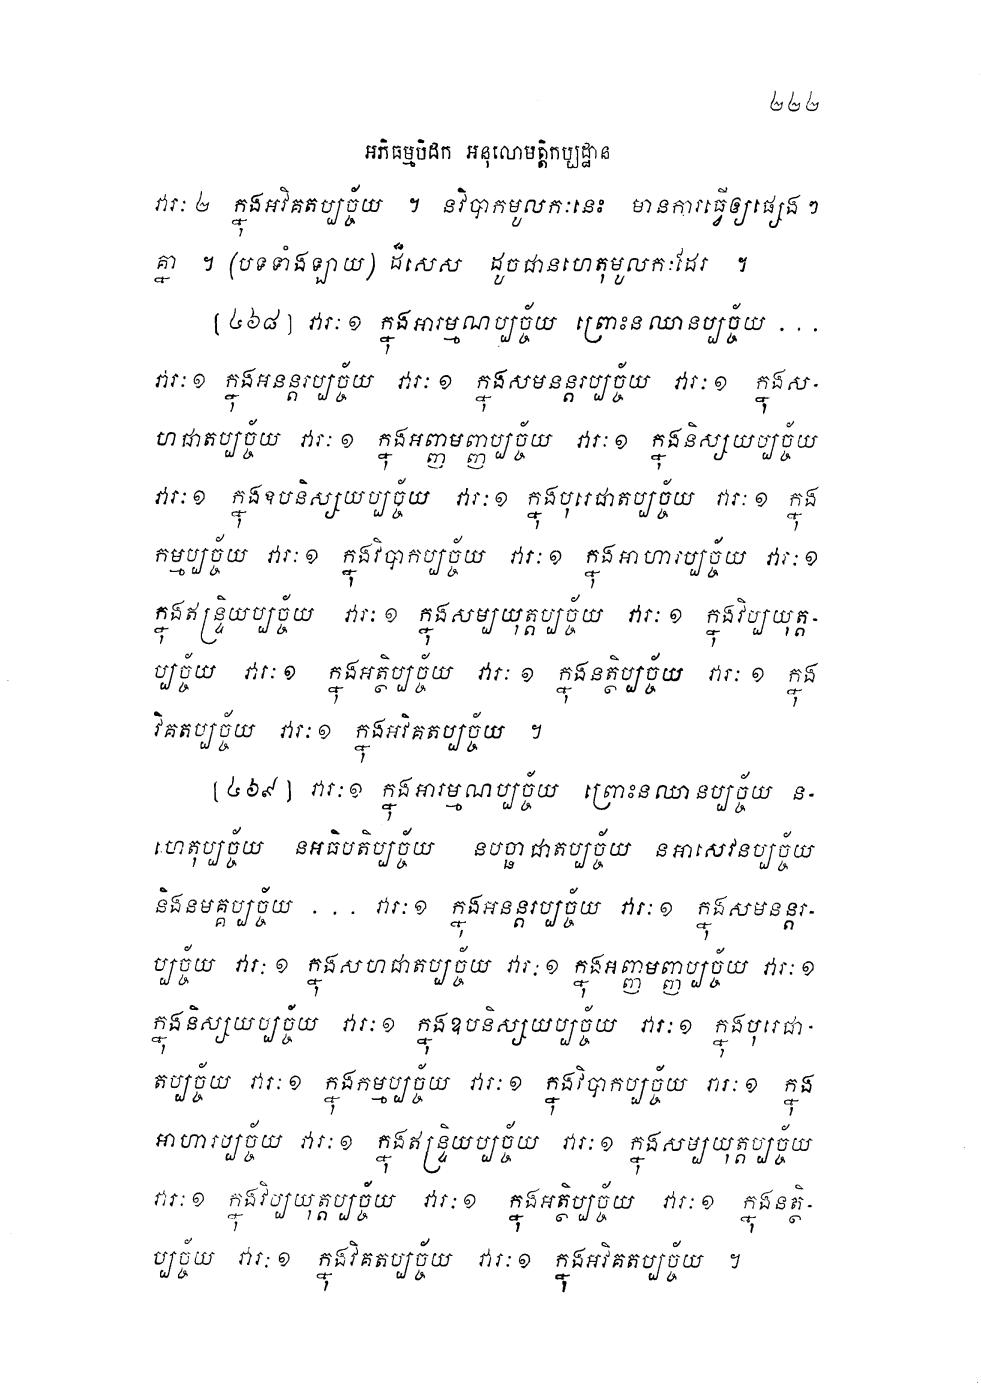 ២២២
អភិធម្មបិដក អនុលោមត្តិកប្បដ្ឋាន
វារៈ ២ ក្នុងអវិគតប្បច្ច័យ ។ នវិបាកមូលកៈនេះ មានការធ្វើឲ្យផ្សេង ៗ
គ្នា ។ (បទទាំងឡាយ) ដ៏សេស ដូចជានហេតុមូលកៈដែរ ។
[៤៦៨] វារៈ ១ ក្នុងអារម្មណប្បច្ច័យ ព្រោះនឈានប្បច្ច័យ . . .
វារៈ ១ ក្នុងអនន្តរប្បច្ច័យ វារៈ ១ ក្នុងសមនន្តរប្បច្ច័យ វារៈ ១ ក្នុងស-
ហជាតប្បច្ច័យ វារៈ ១ ក្នុងអញ្ញាមញ្ញប្បច្ច័យ វារៈ ១ ក្នុងនិស្សយប្បច្ច័យ
វារៈ ១ ក្នុងឧបនិស្សយប្បច្ច័យ វារៈ ១ ក្នុងបុរេជាតប្បច្ច័យ វារៈ ១ ក្នុង
កម្មប្បច្ច័យ វារៈ ១ ក្នុងវិបាកប្បច្ច័យ វារៈ ១ ក្នុងអាហារប្បច្ច័យ វារៈ ១
ក្នុងឥន្ទ្រិយប្បច្ច័យ វារៈ ១ ក្នុងសម្បយុត្តប្បច្ច័យ វារៈ ១ ក្នុងវិប្បយុត្ត-
ប្បច្ច័យ វារៈ ១ ក្នុងអត្ថិប្បច្ច័យ វារៈ ១ ក្នុងនត្ថិប្បច្ច័យ វារៈ ១ ក្នុង
វិគតប្បច្ច័យ វារៈ ១ ក្នុងអវិគតប្បច្ច័យ ។
[៤៦៩] វារៈ ១ ក្នុងអារម្មណប្បច្ច័យ ព្រោះនឈានប្បច្ច័យ ន-
ហេតុប្បច្ច័យ នអធិបតិប្បច្ច័យ នបច្ឆាជាតប្បច្ច័យ នអាសេវនប្បច្ច័យ
និងនមគ្គប្បច្ច័យ . . . វារៈ ១ ក្នុងអនន្តរប្បច្ច័យ វារៈ ១ ក្នុងសមនន្តរ-
ប្បច្ច័យ វារៈ ១ ក្នុងសហជាតប្បច្ច័យ វារៈ ១ ក្នុងអញ្ញាមញ្ញប្បច្ច័យ វារៈ ១
ក្នុងនិស្សយប្បច្ច័យ វារៈ ១ ក្នុងឧបនិស្សយប្បច្ច័យ វារៈ ១ ក្នុងបុរេជា-
តប្បច្ច័យ វារៈ ១ ក្នុងកម្មប្បច្ច័យ វារៈ ១ ក្នុងវិបាកប្បច្ច័យ វារៈ ១ ក្នុង
អាហារប្បច្ច័យ វារៈ ១ ក្នុងឥន្ទ្រិយប្បច្ច័យ វារៈ ១ ក្នុងសម្បយុត្តប្បច្ច័យ
វារៈ ១ ក្នុងវិប្បយុត្តប្បច្ច័យ វារៈ ១ ក្នុងអត្ថិប្បច្ច័យ វារៈ ១ ក្នុងនត្ថិ-
ប្បច្ច័យ វារៈ ១ ក្នុងវិគតប្បច្ច័យ វារៈ ១ ក្នុងអវិគតប្បច្ច័យ ។